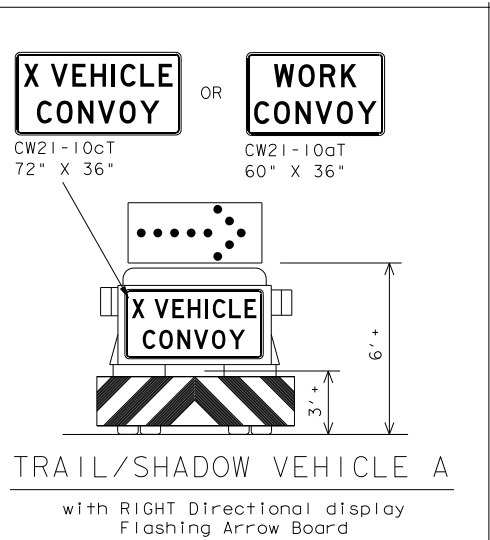 X VEHICLE
CONVOY
OR
WORK
CONVOY
CW21-10cT
72" X 36"
CW21-10aT
60" X 36"
X VEHICLE
CONVOY
6'+
3'+
TRAIL/SHADOW VEHICLE A
with RIGHT Directional display
Flashing Arrow Board